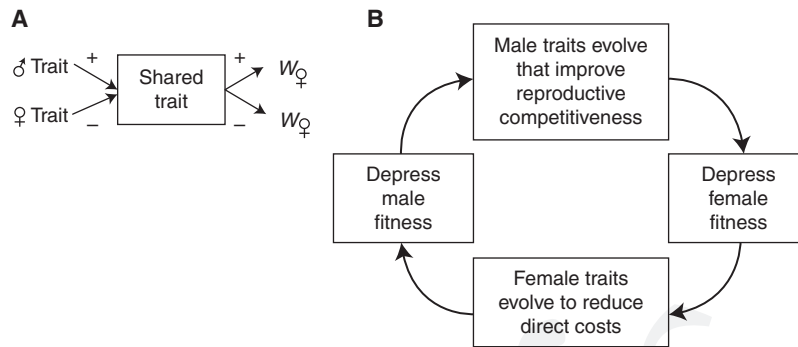 A
♂ Trait
♀ Trait
+
−
Shared
trait
+
−
W♀
W♀
B
Male traits evolve
that improve
reproductive
competitiveness
Depress
male
fitness
Depress
female
fitness
Female traits
evolve to reduce
direct costs